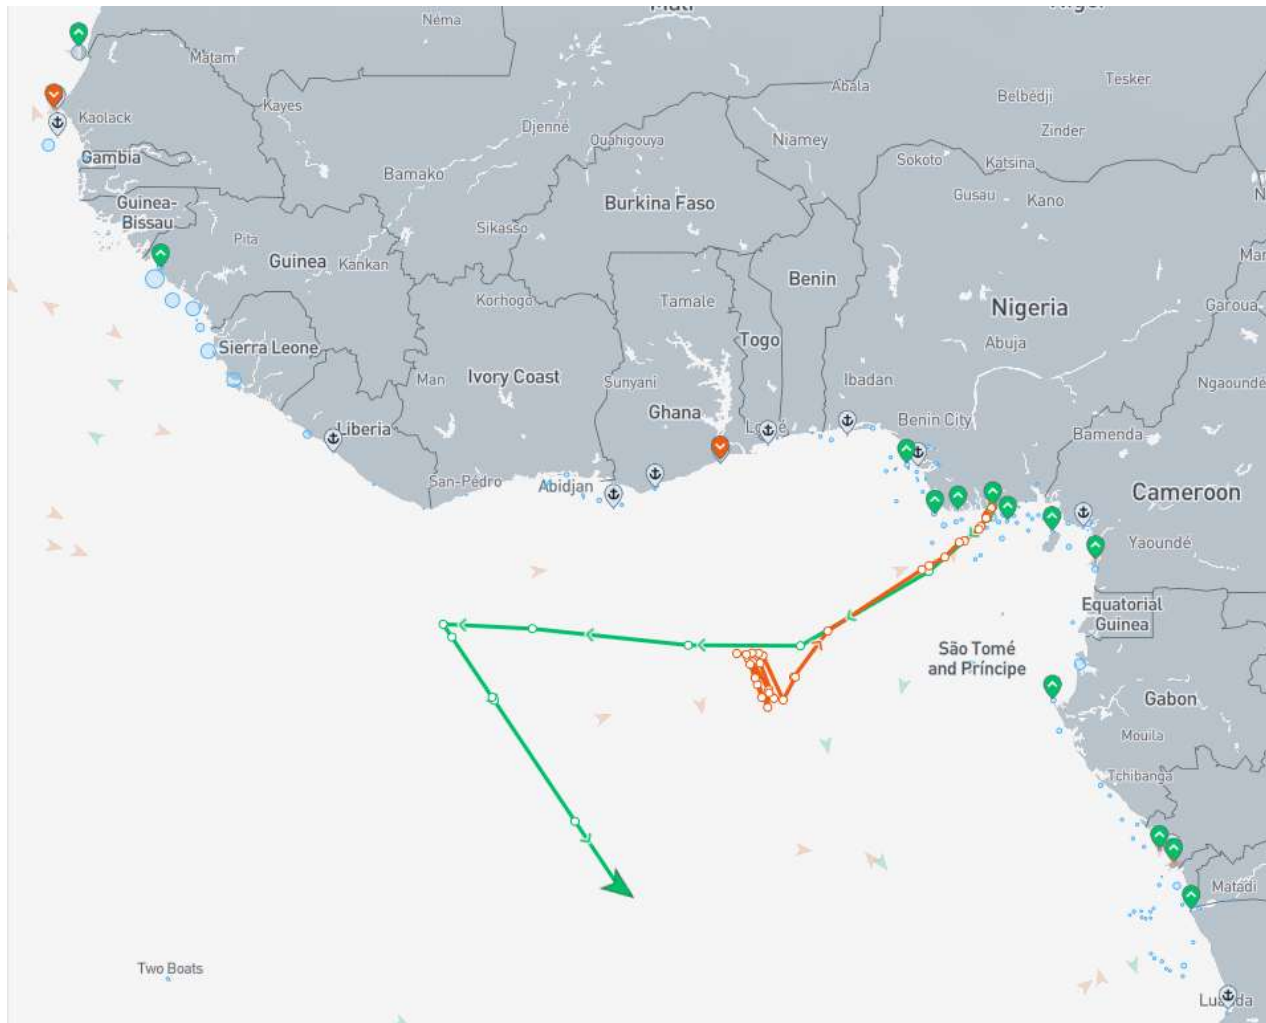 Mali
Niger
Néma
Matam
Tesker
Abala
Belbédji
Kayes
Kaolack
Djenné
Zinder
Ouahigouya
Niamey
Gambia
Sokoto
Katsina
Bamako
Gusau
Kano
Guinea-
Bissau
Burkina Faso
Sikasso
Pita
Guinea
Kankan
Benin
Korhogo
Tamale
Nigeria
Garoua
Togo
Abuja
Sierra Leone
Man
Ivory Coast
Sunyani
Ibadan
Ngaoundé
Ghana
Benin City
Liberia
Bamenda
San-Pédro
Abidjan
Cameroon
Yaoundé
Equatorial
Guinea
São Tomé
and Príncipe
Gabon
Mouila
Tchibanga
Matadi
Two Boats